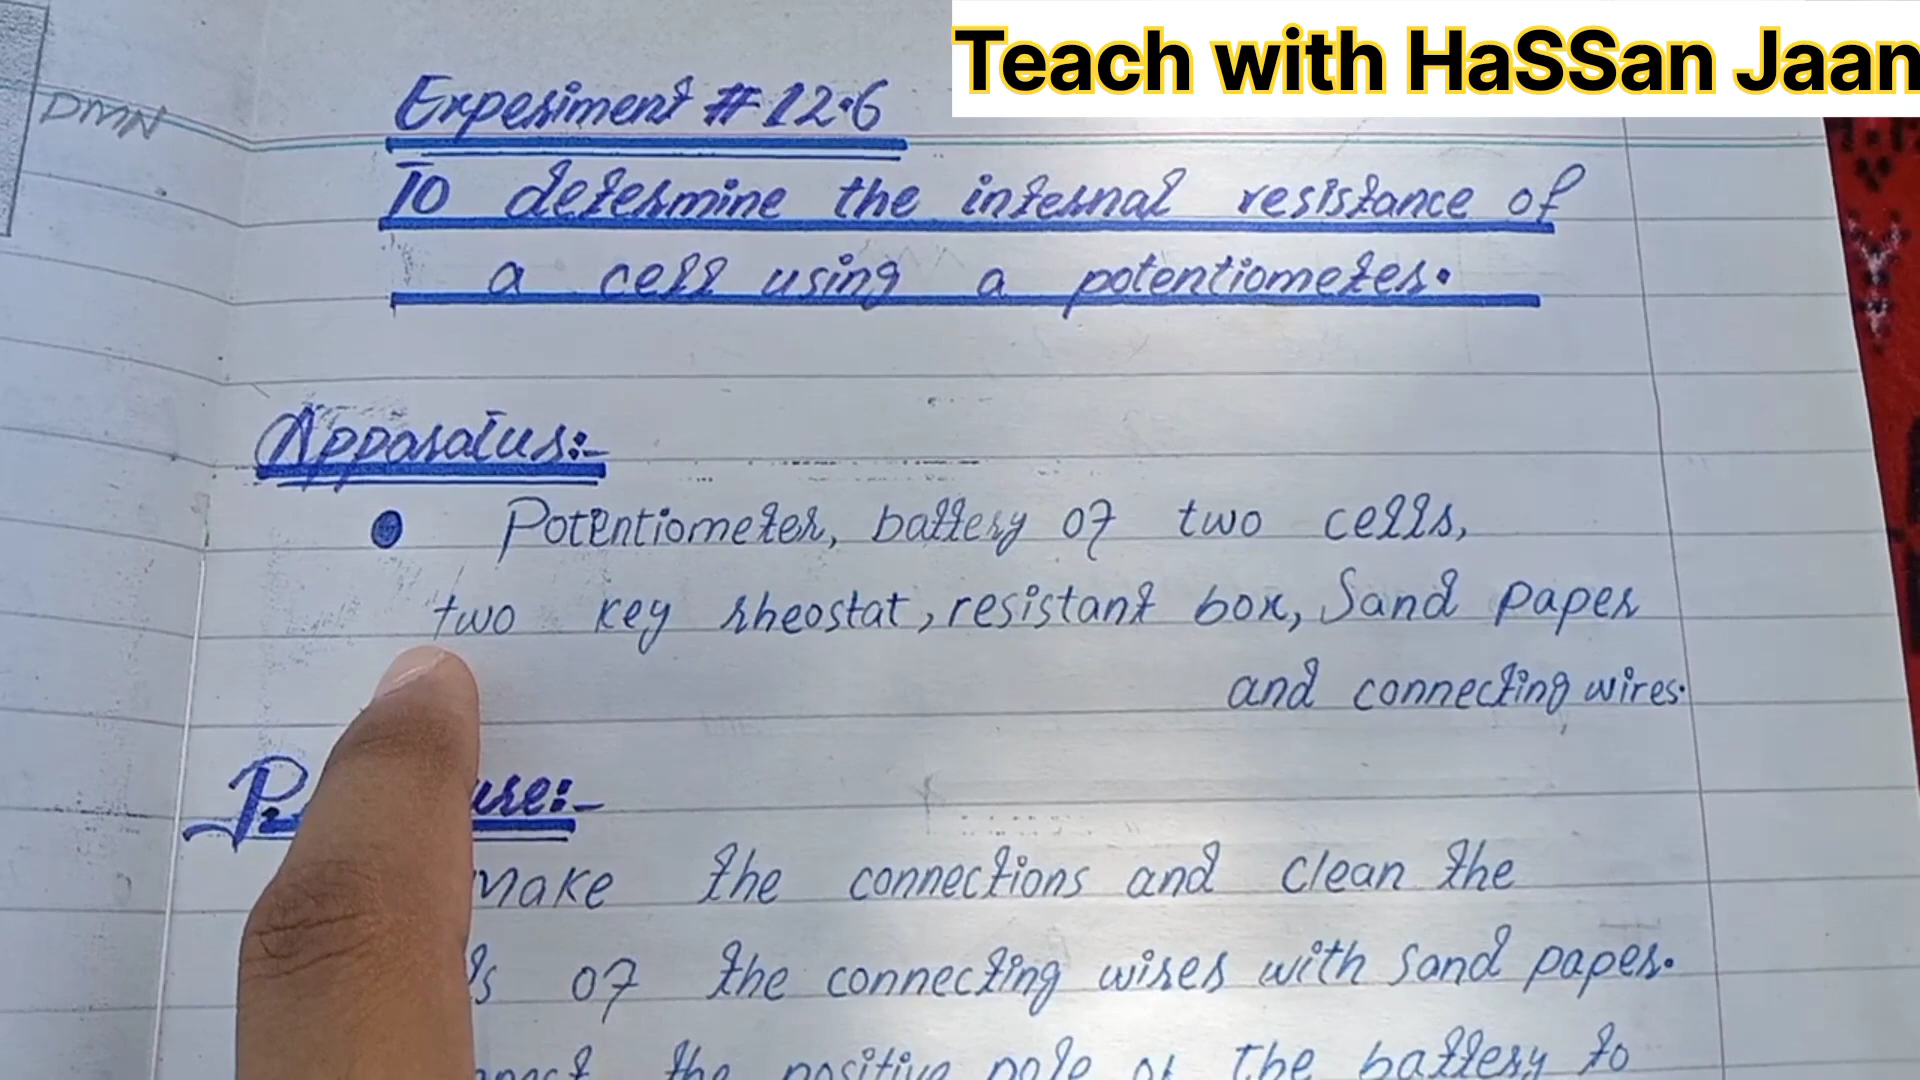 Teach with HaSSan Jaan
DMN
Experiment # 12.6
To determine the internal resistance of
a cell using a potentiometer.
Apparatus:-
Potentiometer, battery of two cells,
two key rheostat, resistant box, Sand paper
and connecting wires.
Make the connections and clean the
of the connecting wires with sand paper.
the positive pole of the battery to